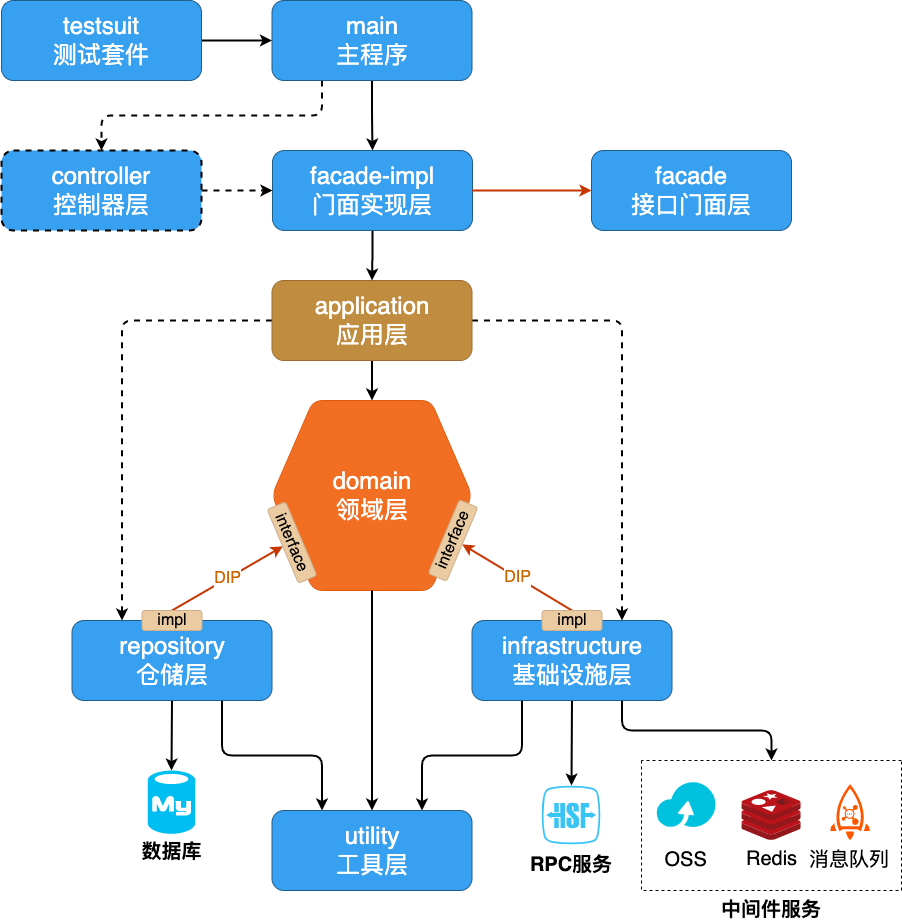 testsuit
测试套件
main
主程序
controller
控制器层
facade-impl
门面实现层
facade
接口门面层
application
应用层
domain
领域层
interface
interface
DIP
DIP
impl
impl
repository
仓储层
infrastructure
基础设施层
My
数据库
utility
工具层
HSF
RPC服务
OSS
Redis
消息队列
中间件服务